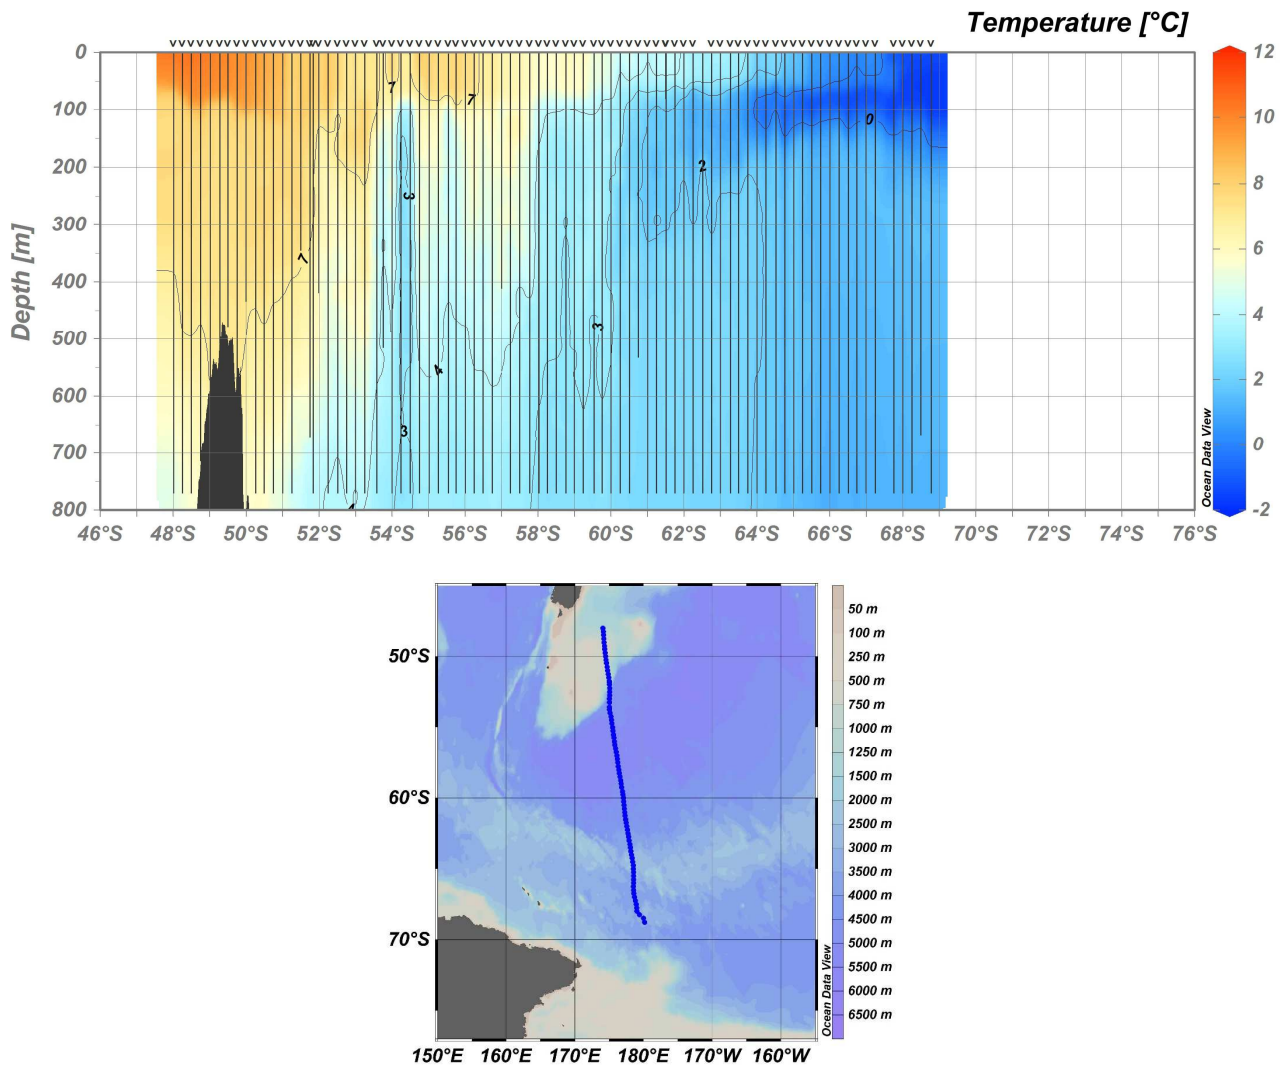 Temperature [°C]
v v v v v v v v v v v v v v v v v v v v v v v v v v v v v v v v v v v v v v v v v v v v v v v v v v v v v v v v v v v v v v v v v v v v v v v v v v v v v v v v
0
100
200
300
400
500
600
700
800
Depth [m]
7
7
0
2
3
7
3
4
3
4
46°S 48°S 50°S 52°S 54°S 56°S 58°S 60°S 62°S 64°S 66°S 68°S 70°S 72°S 74°S 76°S
12
10
8
6
4
2
0
-2
Ocean Data View
50°S
60°S
70°S
150°E 160°E 170°E 180°E 170°W 160°W
50 m
100 m
250 m
500 m
750 m
1000 m
1250 m
1500 m
2000 m
2500 m
3000 m
3500 m
4000 m
4500 m
5000 m
5500 m
6000 m
6500 m
Ocean Data View